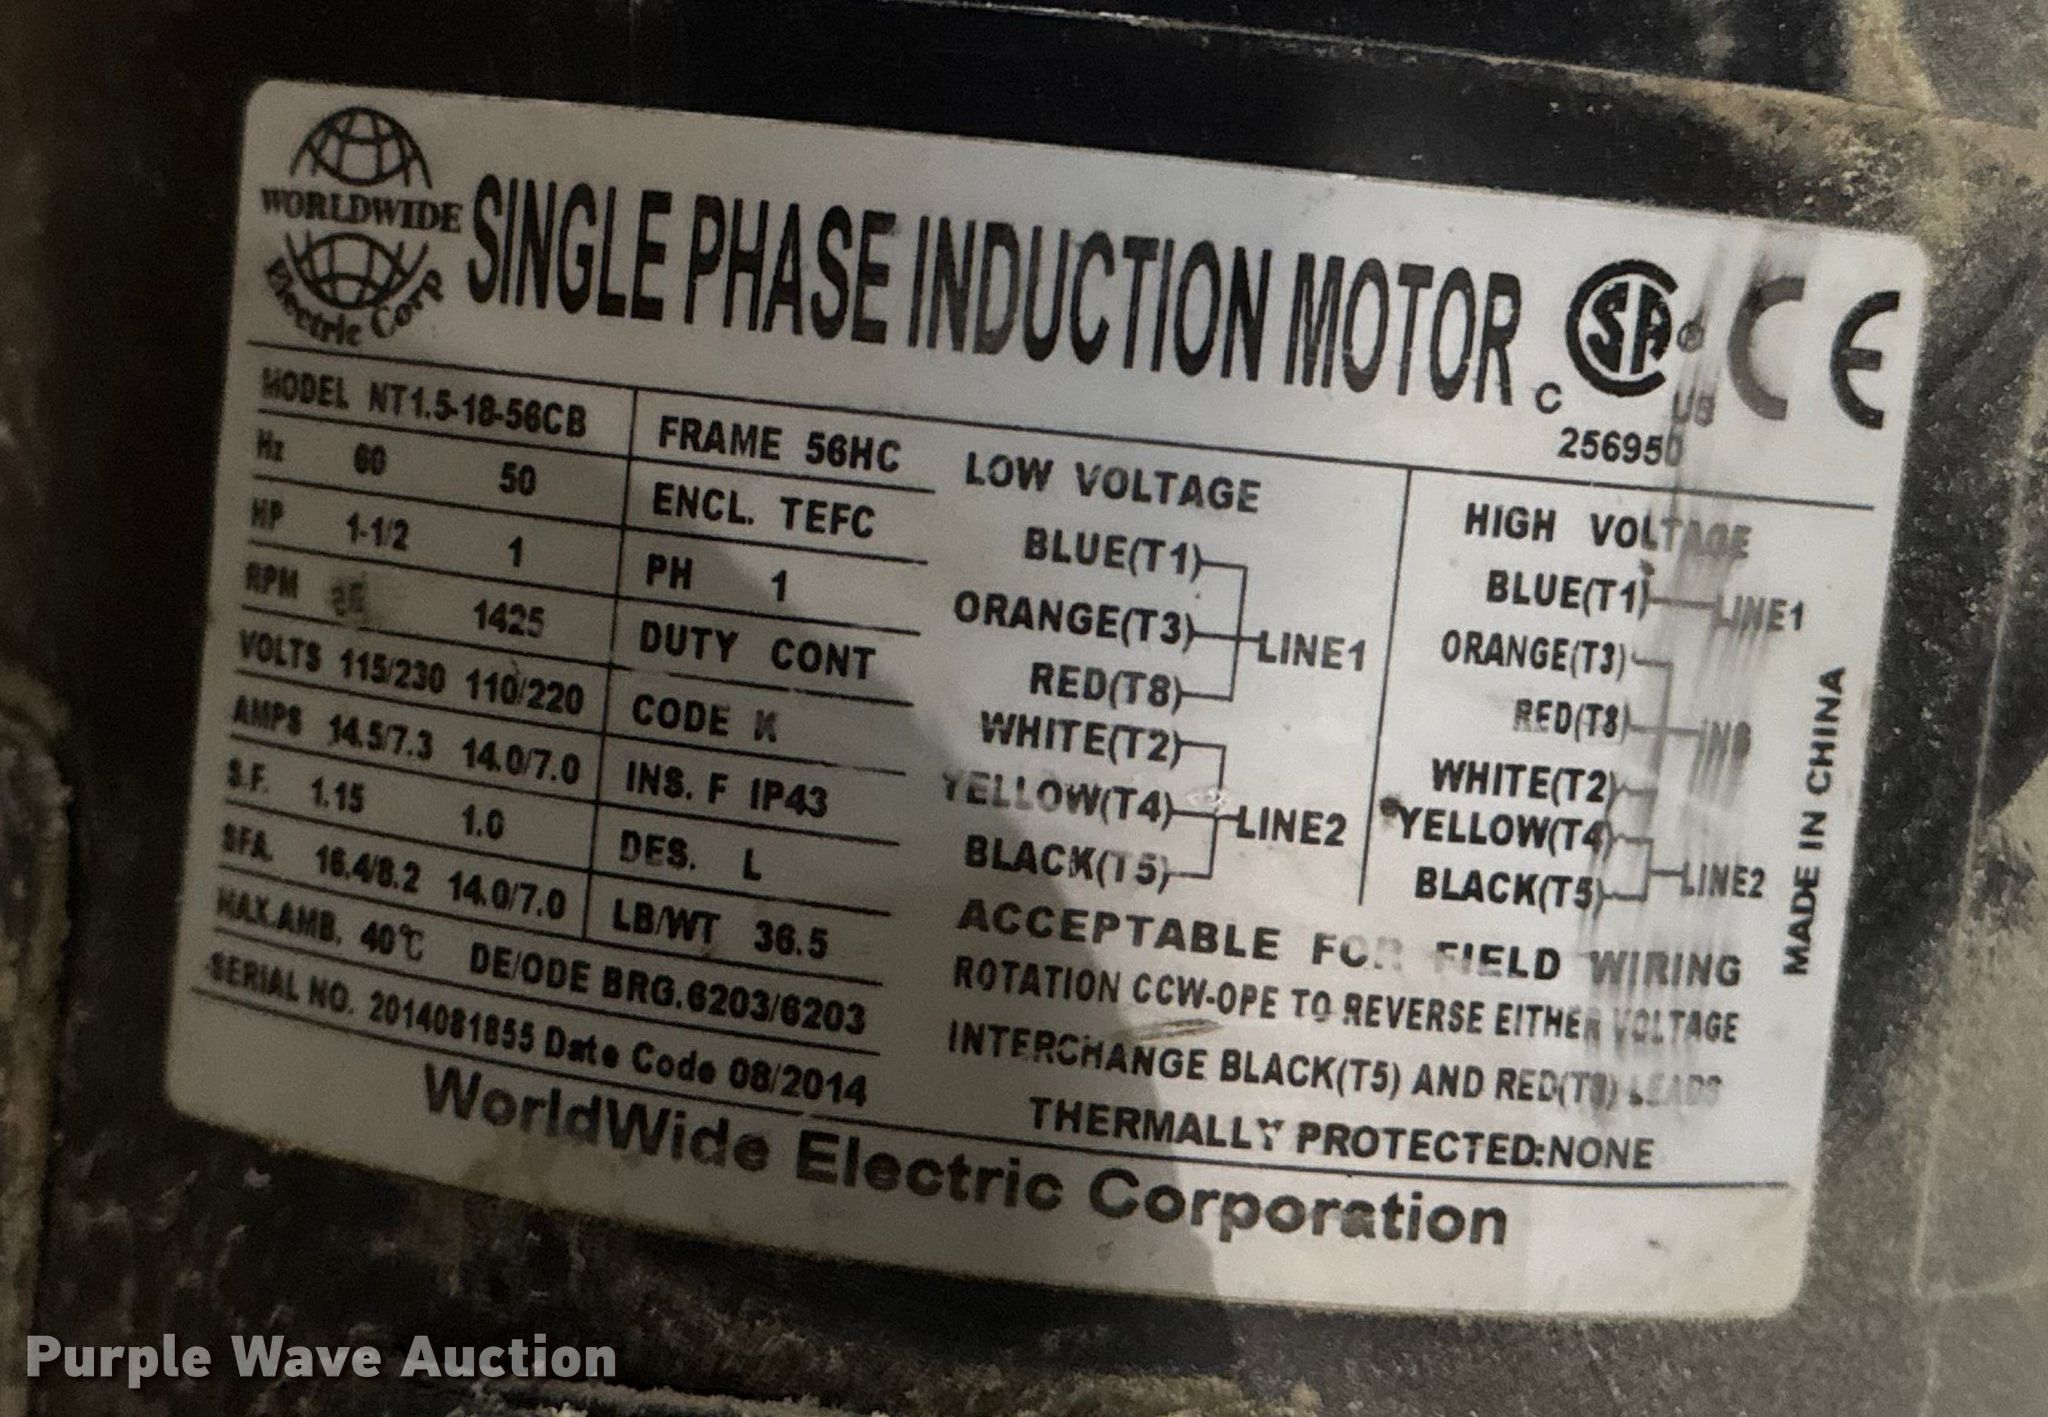 WORLDWIDE
Electric Corp
SINGLE PHASE INDUCTION MOTOR
C SA US
256950
CE
MODEL NT1.5-18-56CB
Hz 60 50
HP 1-1/2 1
RPM 1425
VOLTS 115/230 110/220
AMPS 14.5/7.3 14.0/7.0
S.F. 1.15 1.0
SFA. 16.4/8.2 14.0/7.0
MAX.AMB. 40℃ DE/ODE BRG.6203/6203
SERIAL NO. 2014081855 Date Code 08/2014
FRAME 56HC
ENCL. TEFC
PH 1
DUTY CONT
CODE K
INS. F IP43
DES. L
LB/WT 36.5
LOW VOLTAGE
BLUE(T1)
ORANGE(T3) LINE1
RED(T8)
WHITE(T2)
YELLOW(T4) LINE2
BLACK(T5)
HIGH VOLTAGE
BLUE(T1) LINE1
ORANGE(T3)
RED(T8)
WHITE(T2)
YELLOW(T4)
BLACK(T5) LINE2
ACCEPTABLE FOR FIELD WIRING
ROTATION CCW-OPE TO REVERSE EITHER VOLTAGE
INTERCHANGE BLACK(T5) AND RED(T8) LEADS
THERMALLY PROTECTED:NONE
MADE IN CHINA
WorldWide Electric Corporation
Purple Wave Auction